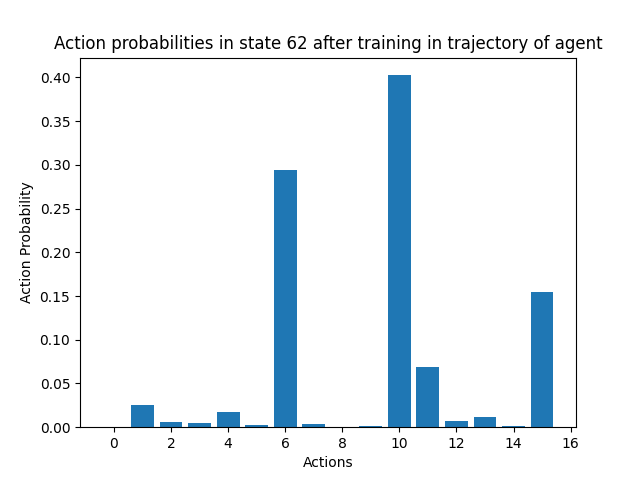 Action probabilities in state 62 after training in trajectory of agent
0.40
0.35
0.30
0.25
0.20
0.15
0.10
0.05
0.00
Action Probability
0 2 4 6 8 10 12 14 16
Actions